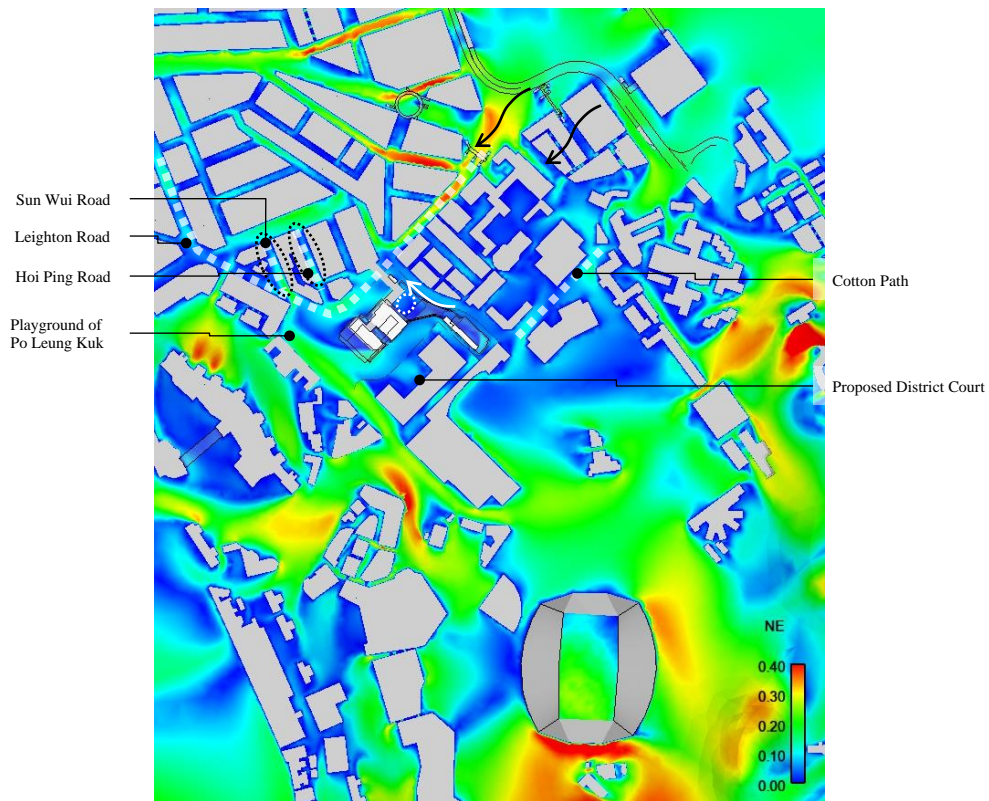 Sun Wui Road
Leighton Road
Hoi Ping Road
Playground of
Po Leung Kuk
Cotton Path
Proposed District Court
NE
0.40
0.30
0.20
0.10
0.00